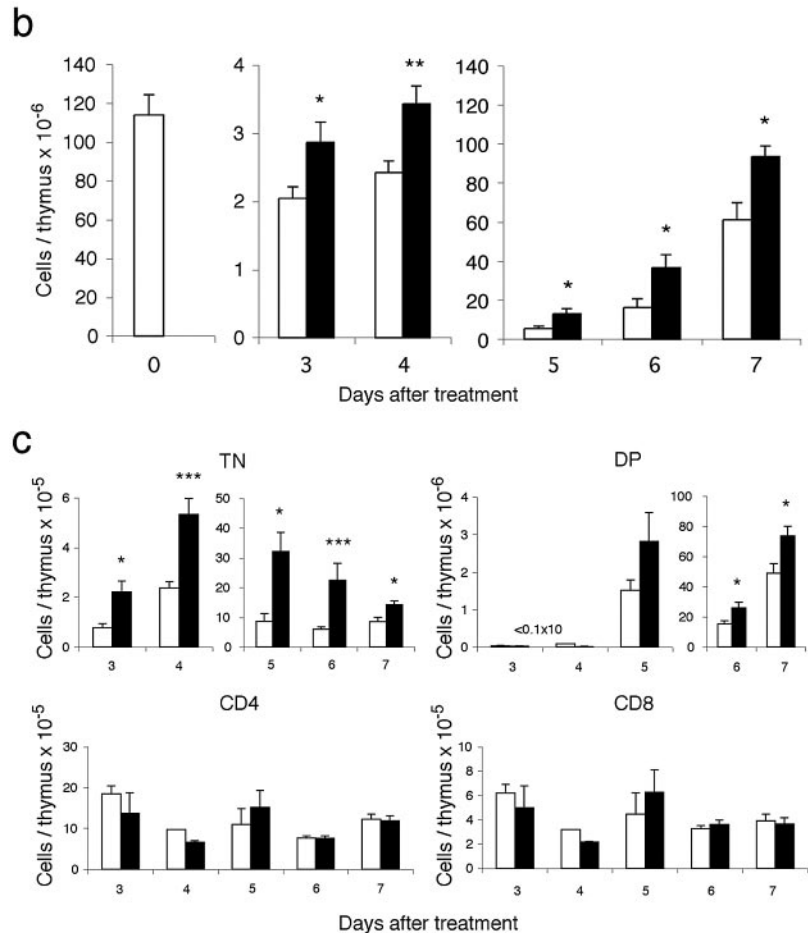 b
Cells / thymus x 10-6
140
120
100
80
60
40
20
0
0
4
3
2
1
0
* **
3 4
140
120
100
80
60
40
20
0
* * *
5 6 7
Days after treatment
c
TN
Cells / thymus x 10-5
6
4
2
0
* ***
3 4
50
40
30
20
10
0
* *** *
5 6 7
DP
Cells / thymus x 10-6
4
3
2
1
0
<0.1x10
3 4 5
100
80
60
40
20
0
* *
6 7
CD4
Cells / thymus x 10-5
30
20
10
0
3 4 5 6 7
CD8
Cells / thymus x 10-5
10
8
6
4
2
0
3 4 5 6 7
Days after treatment